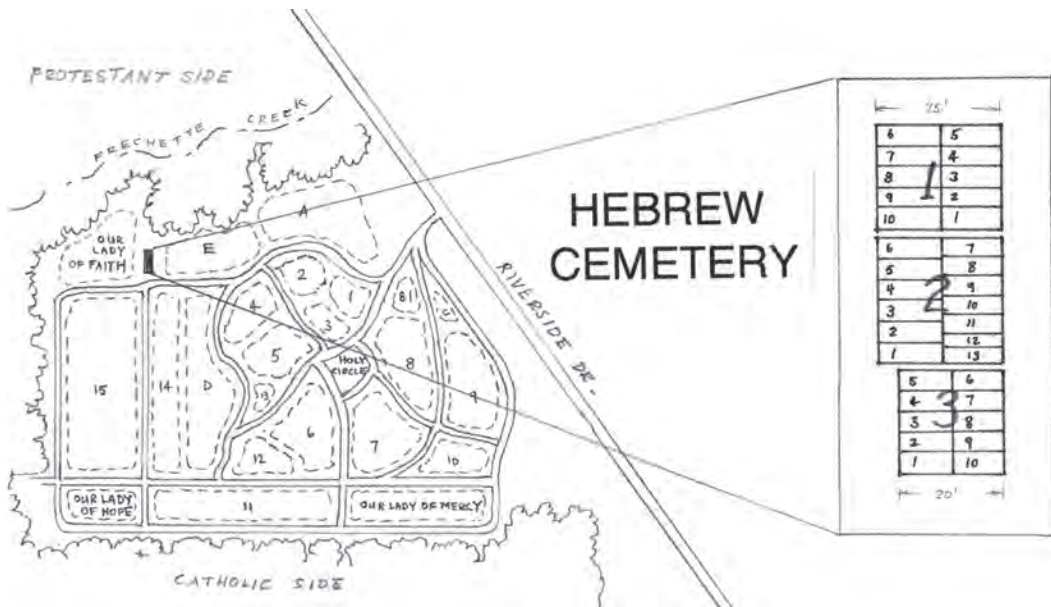 PROTESTANT SIDE
FRECHETTE CREEK
A
OUR
LADY
OF FAITH
E
2
1
4
3
5
B1
8
9
HOLY
CIRCLE
15
14
D
13
6
7
12
10
OUR LADY
OF HOPE
11
OUR LADY OF MERCY
CATHOLIC SIDE
RIVERSIDE DR.
HEBREW
CEMETERY
25'
1
6 5
7 4
8 3
9 2
10 1
2
6 7
5 8
4 9
3 10
2 11
1 12
13
3
5 6
4 7
3 8
2 9
1 10
20'